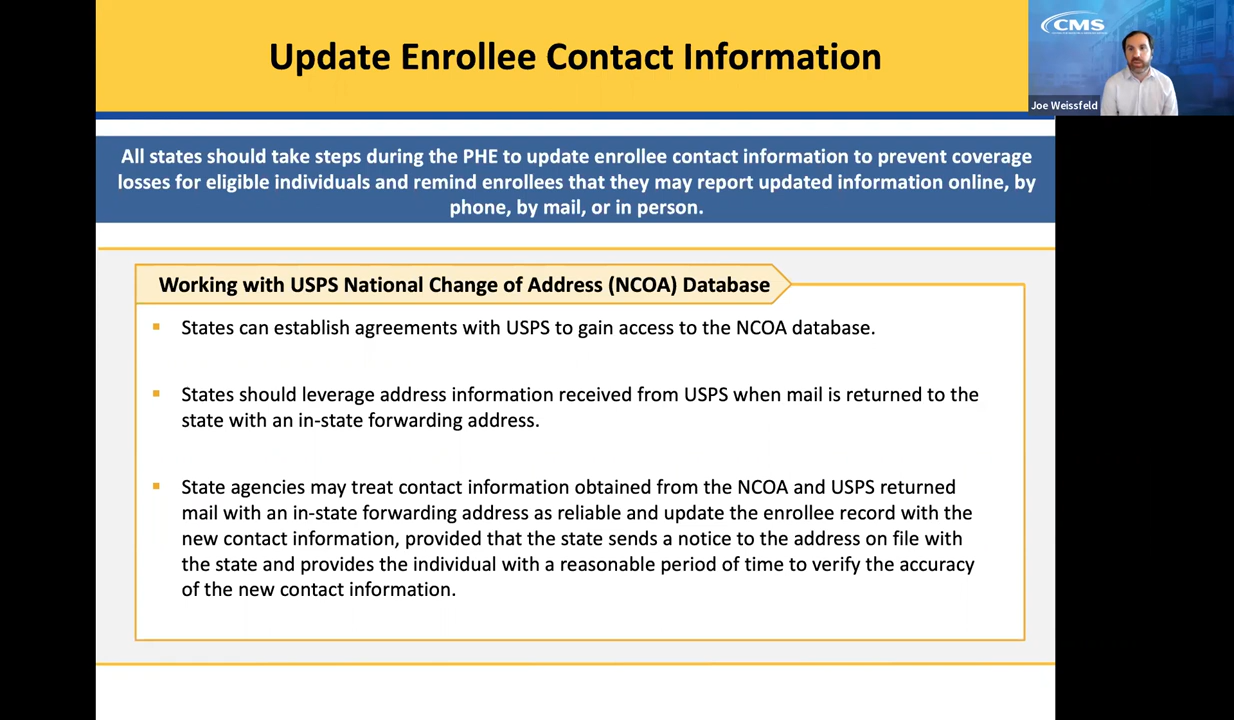 Update Enrollee Contact Information
CMS
Joe Weissfeld
All states should take steps during the PHE to update enrollee contact information to prevent coverage
losses for eligible individuals and remind enrollees that they may report updated information online, by
phone, by mail, or in person.
Working with USPS National Change of Address (NCOA) Database
▪ States can establish agreements with USPS to gain access to the NCOA database.
▪ States should leverage address information received from USPS when mail is returned to the
state with an in-state forwarding address.
▪ State agencies may treat contact information obtained from the NCOA and USPS returned
mail with an in-state forwarding address as reliable and update the enrollee record with the
new contact information, provided that the state sends a notice to the address on file with
the state and provides the individual with a reasonable period of time to verify the accuracy
of the new contact information.